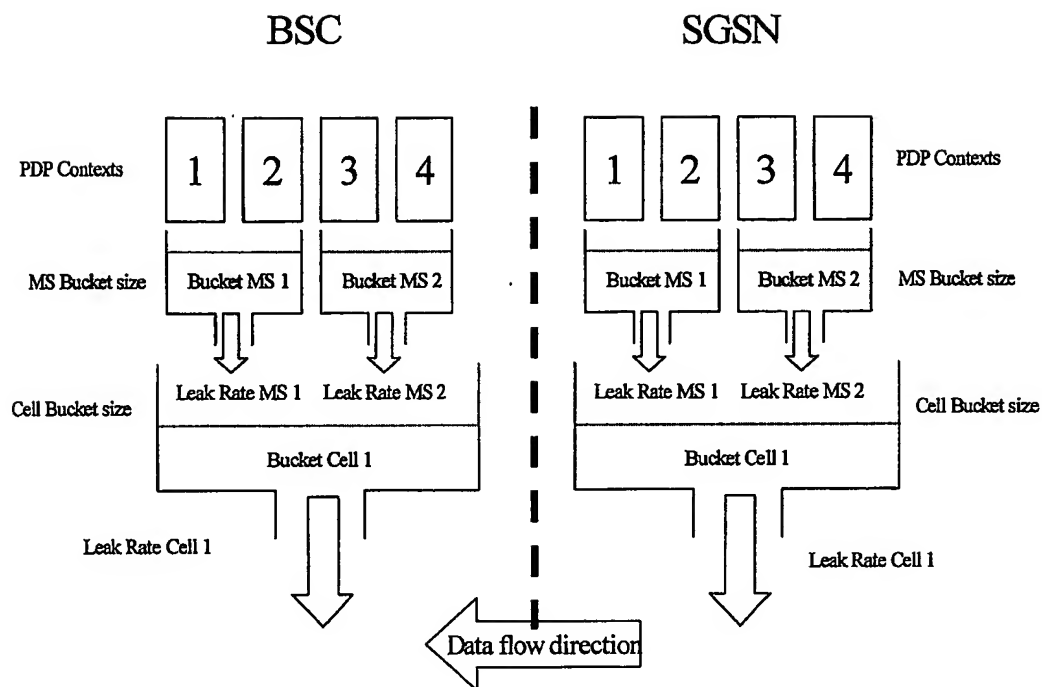 BSC
SGSN
PDP Contexts
1 2 3 4
1 2 3 4
PDP Contexts
MS Bucket size
Bucket MS 1
Bucket MS 2
Bucket MS 1
Bucket MS 2
MS Bucket size
Cell Bucket size
Leak Rate MS 1
Leak Rate MS 2
Leak Rate MS 1
Leak Rate MS 2
Cell Bucket size
Bucket Cell 1
Bucket Cell 1
Leak Rate Cell 1
Leak Rate Cell 1
Data flow direction